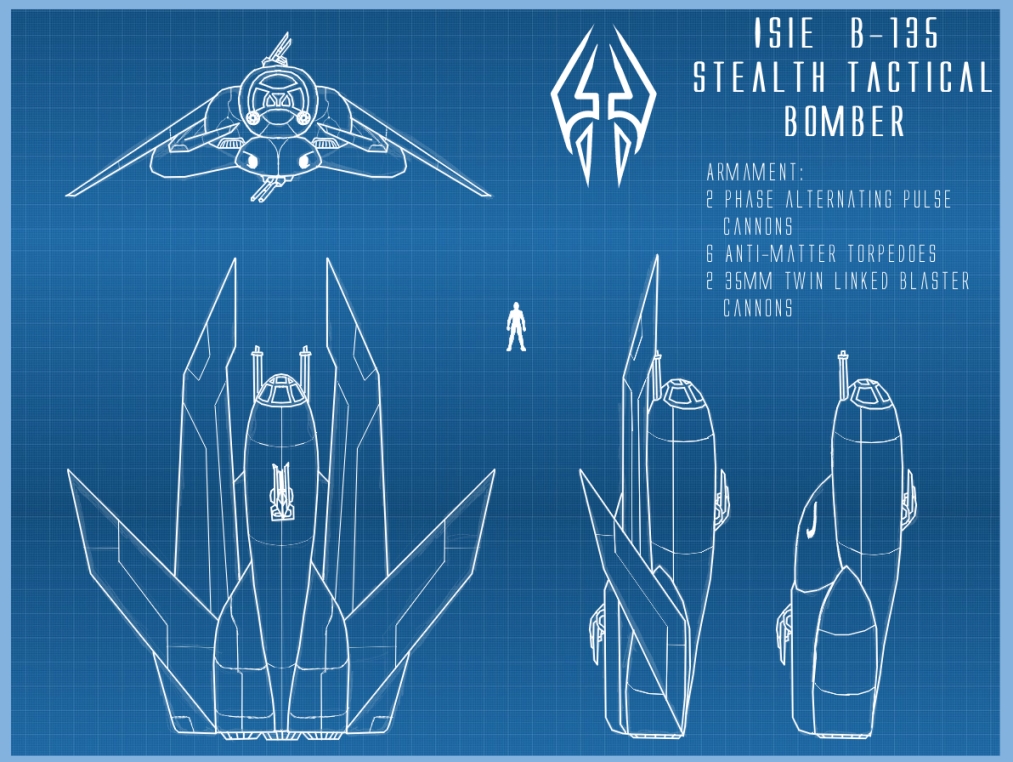 ISIE B-135
STEALTH TACTICAL
BOMBER
ARMAMENT:
2 PHASE ALTERNATING PULSE
CANNONS
6 ANTI-MATTER TORPEDOES
2 35MM TWIN LINKED BLASTER
CANNONS